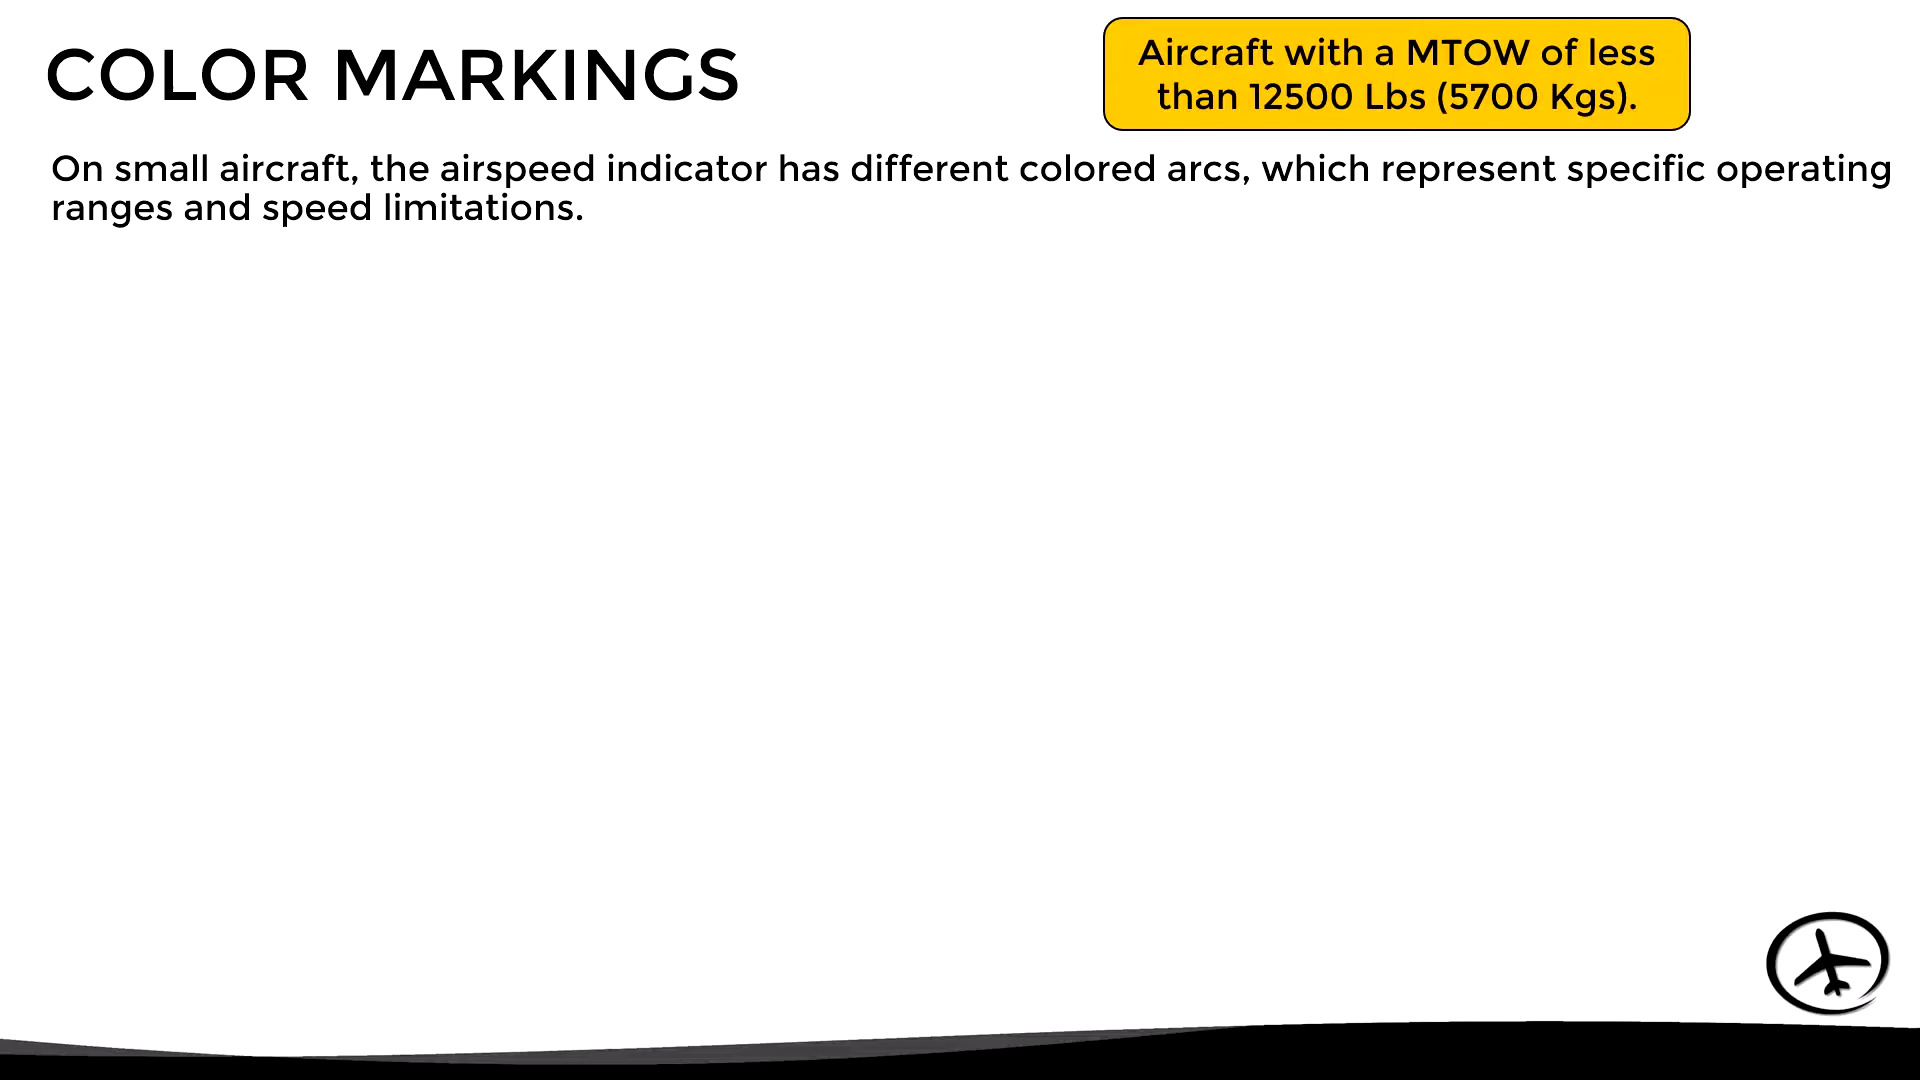 COLOR MARKINGS
Aircraft with a MTOW of less
than 12500 Lbs (5700 Kgs).
On small aircraft, the airspeed indicator has different colored arcs, which represent specific operating
ranges and speed limitations.